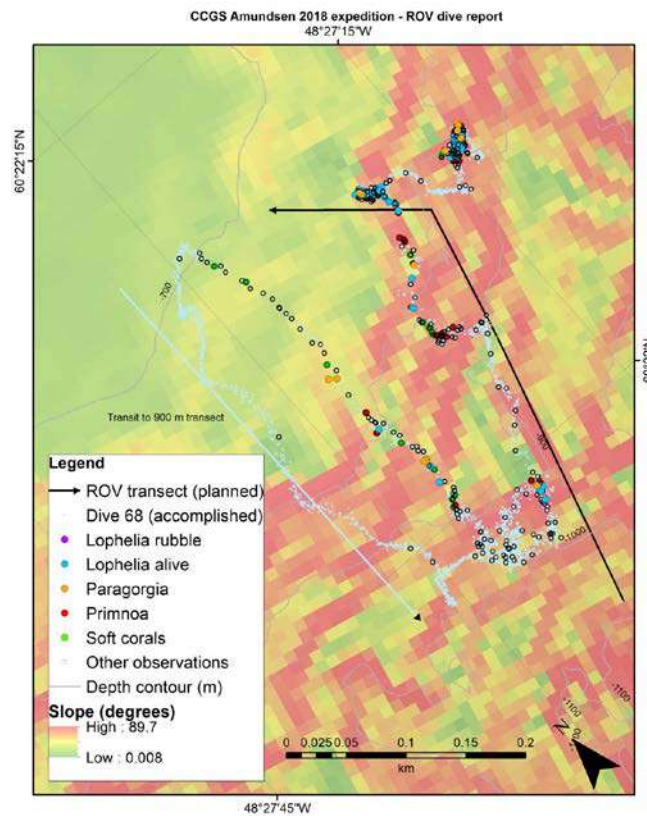 CCGS Amundsen 2018 expedition - ROV dive report
48°27'15"W
60°22'15"N
-700
Transit to 900 m transect
-900
-1000
Legend
ROV transect (planned)
Dive 68 (accomplished)
Lophelia rubble
Lophelia alive
Paragorgia
Primnoa
Soft corals
Other observations
Depth contour (m)
Slope (degrees)
High : 89.7
Low : 0.008
-1100
-1100
N
0 0.025 0.05 0.1 0.15 0.2
km
48°27'45"W